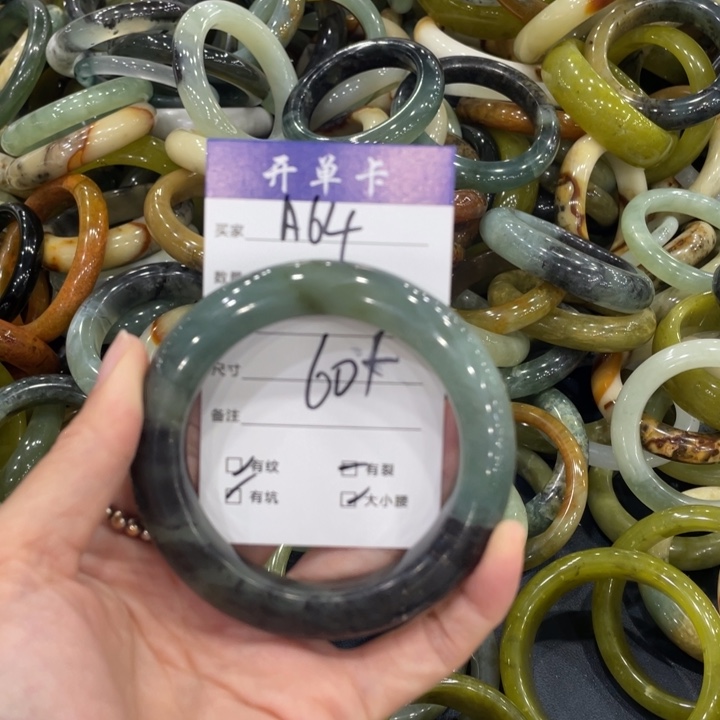 开单卡
买家 A64
数量
尺寸 60+
备注
有纹 有裂
有坑 大小腰